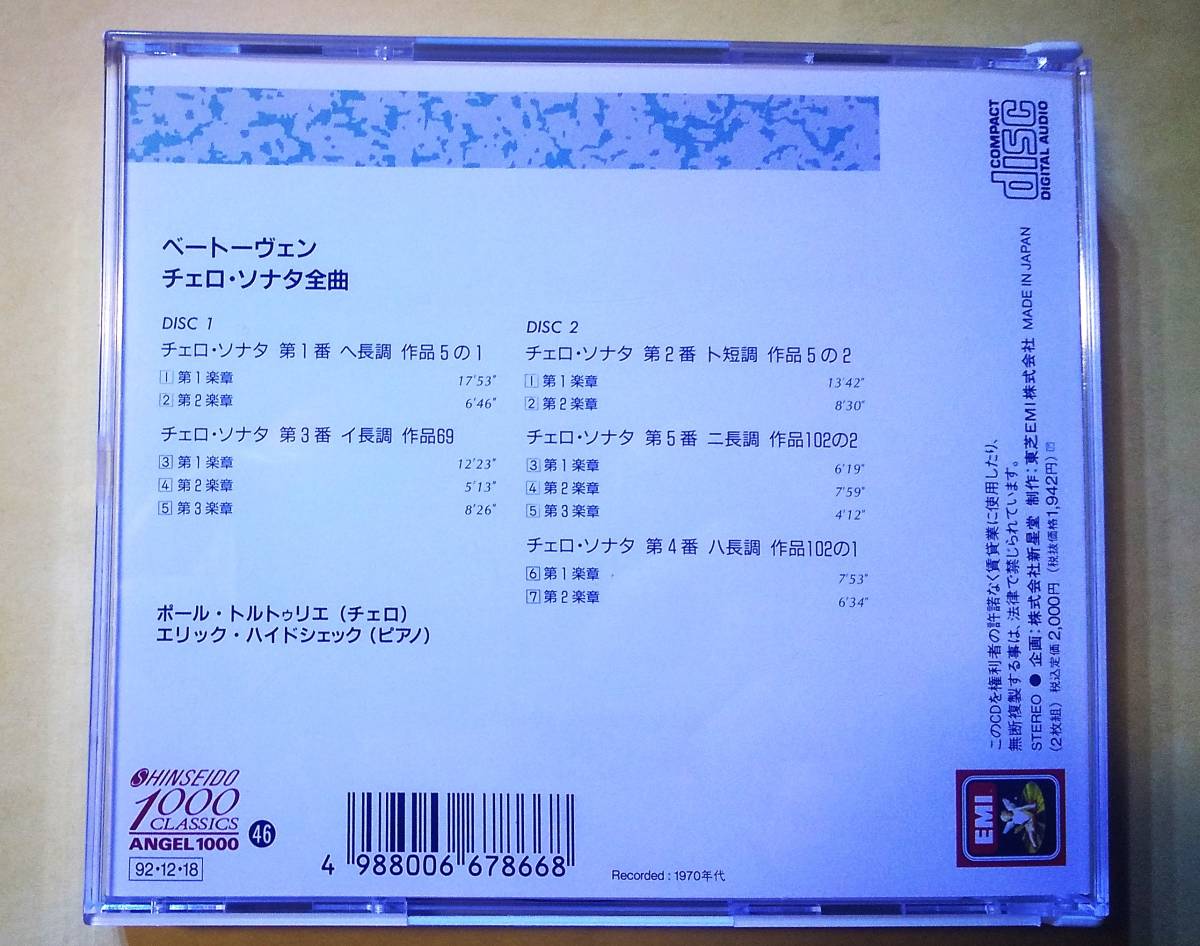 ベートーヴェン
チェロ・ソナタ全曲
DISC 1
チェロ・ソナタ 第1番 ヘ長調 作品5の1
1 第1楽章 17'53"
2 第2楽章 6'46"
チェロ・ソナタ 第3番 イ長調 作品69
3 第1楽章 12'23"
4 第2楽章 5'13"
5 第3楽章 8'26"
DISC 2
チェロ・ソナタ 第2番 ト短調 作品5の2
1 第1楽章 13'42"
2 第2楽章 8'30"
チェロ・ソナタ 第5番 ニ長調 作品102の2
3 第1楽章 6'19"
4 第2楽章 7'59"
5 第3楽章 4'12"
チェロ・ソナタ 第4番 ハ長調 作品102の1
6 第1楽章 7'53"
7 第2楽章 6'34"
ポール・トルトゥリエ（チェロ）
エリック・ハイドシェック（ピアノ）
SHINSEIDO
1000
CLASSICS
ANGEL1000
46
92・12・18
4 988006 678668
Recorded : 1970年代
COMPACT
disc
DIGITAL AUDIO
このCDを権利者の許諾なく賃貸業に使用したり、
無断複製する事は、法律で禁じられています。
STEREO ● 企画：株式会社新星堂 制作：東芝EMI株式会社 MADE IN JAPAN
（2枚組）税込定価2,000円（税抜価格1,942円）
EMI